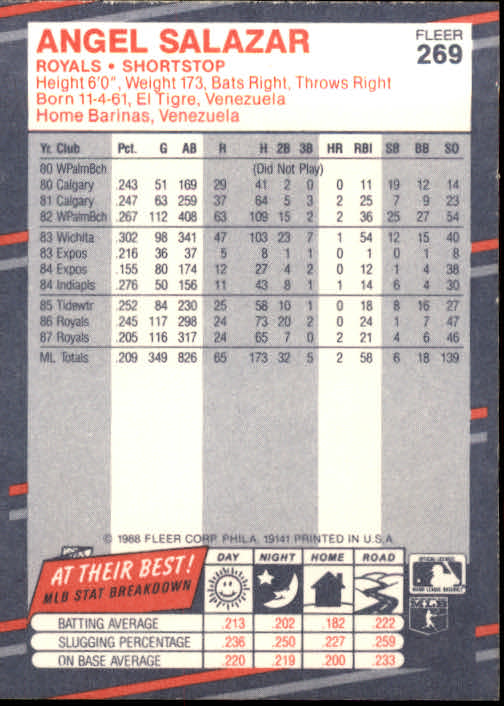 ANGEL SALAZAR
FLEER
269
ROYALS • SHORTSTOP
Height 6'0", Weight 173, Bats Right, Throws Right
Born 11-4-61, El Tigre, Venezuela
Home Barinas, Venezuela
Yr. Club Pct. G AB R H 2B 3B HR RBI SB BB SO
80 WPalmBch (Did Not Play)
80 Calgary .243 51 169 29 41 2 0 0 11 19 12 14
81 Calgary .247 63 259 37 64 5 3 2 25 7 9 23
82 WPalmBch .267 112 408 63 109 15 2 2 36 25 27 54
83 Wichita .302 98 341 47 103 23 7 1 54 12 15 40
83 Expos .216 36 37 5 8 1 1 0 1 0 1 8
84 Expos .155 80 174 12 27 4 2 0 12 1 4 38
84 Indiapls .276 50 156 11 43 8 1 1 14 6 4 30
85 Tidewtr .252 84 230 25 58 10 1 0 18 8 16 27
86 Royals .245 117 298 24 73 20 2 0 24 1 7 47
87 Royals .205 116 317 24 65 7 0 2 21 4 6 46
ML Totals .209 349 826 65 173 32 5 2 58 6 18 139
© 1988 FLEER CORP. PHILA. 19141 PRINTED IN U.S.A.
AT THEIR BEST!
MLB STAT BREAKDOWN
DAY NIGHT HOME ROAD
BATTING AVERAGE .213 .202 .182 .222
SLUGGING PERCENTAGE .236 .250 .227 .259
ON BASE AVERAGE .220 .219 .200 .233